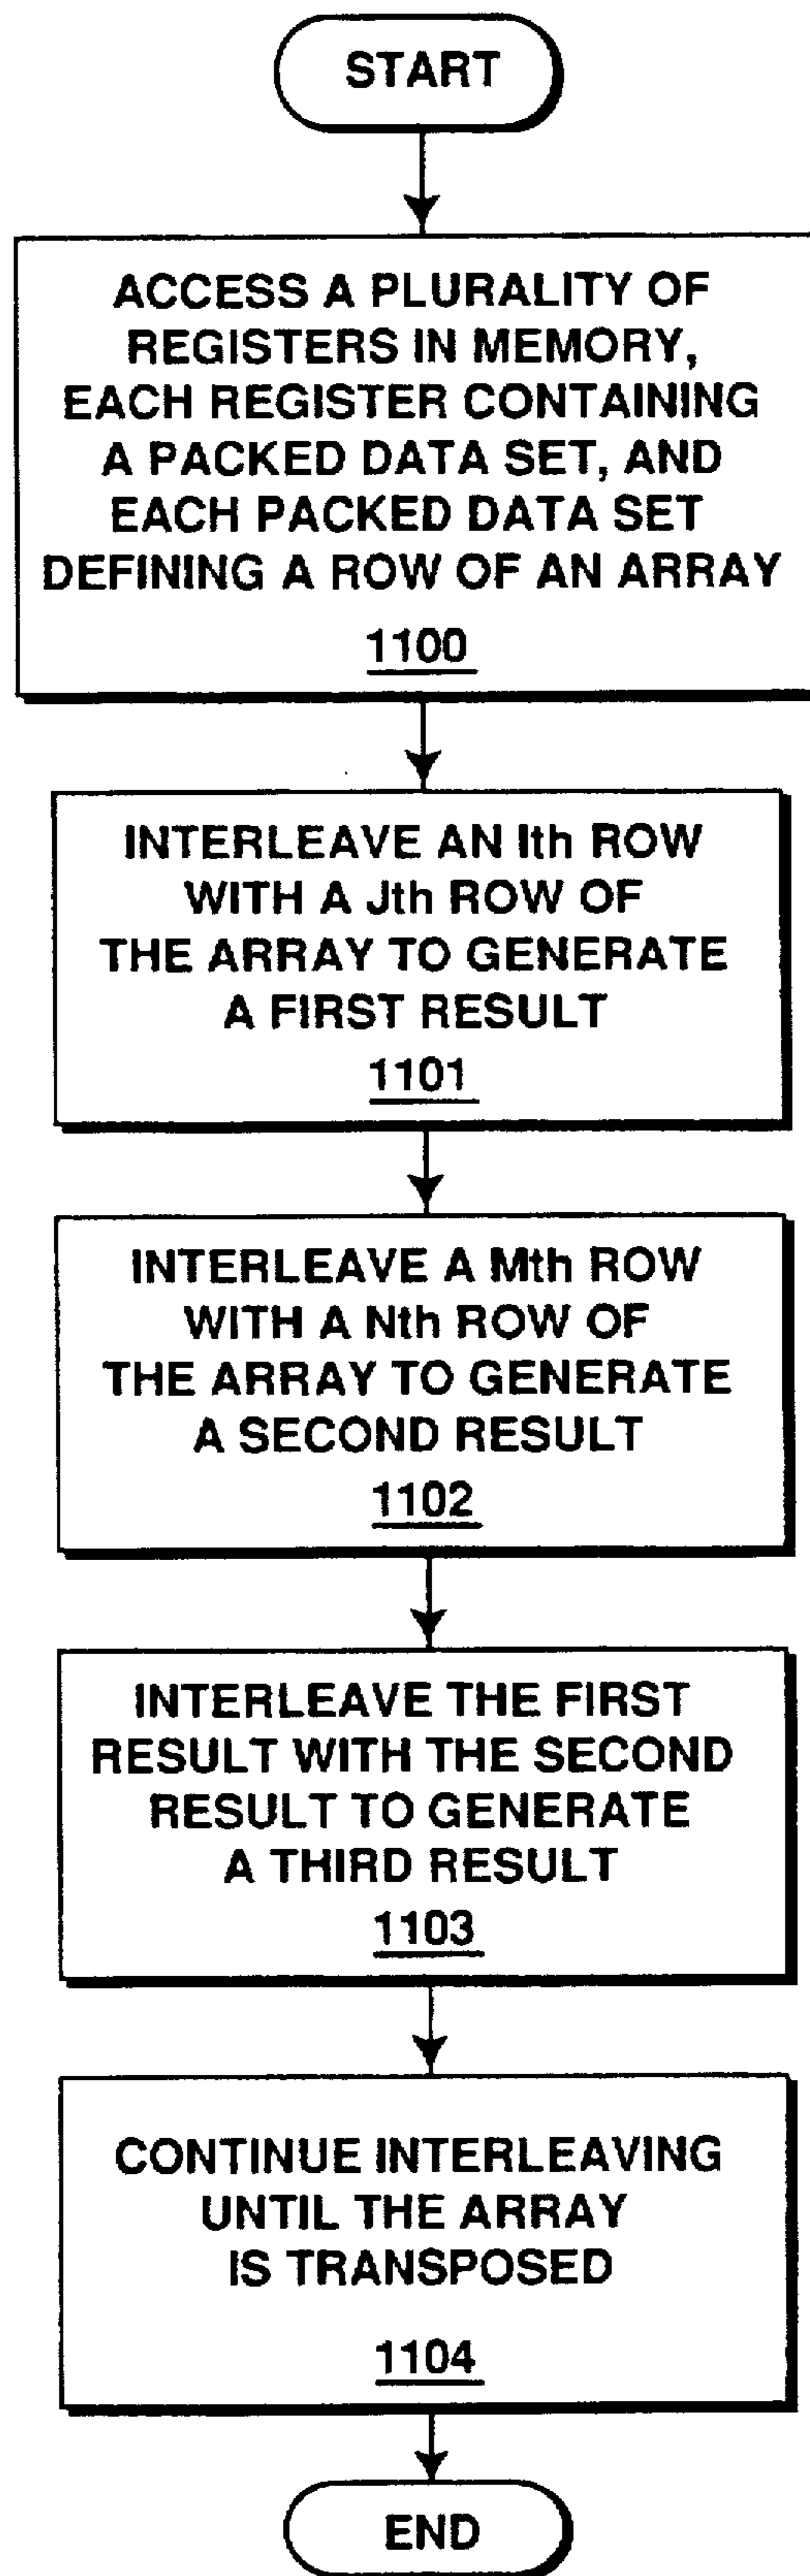 START
ACCESS A PLURALITY OF
REGISTERS IN MEMORY,
EACH REGISTER CONTAINING
A PACKED DATA SET, AND
EACH PACKED DATA SET
DEFINING A ROW OF AN ARRAY
1100
INTERLEAVE AN Ith ROW
WITH A Jth ROW OF
THE ARRAY TO GENERATE
A FIRST RESULT
1101
INTERLEAVE A Mth ROW
WITH A Nth ROW OF
THE ARRAY TO GENERATE
A SECOND RESULT
1102
INTERLEAVE THE FIRST
RESULT WITH THE SECOND
RESULT TO GENERATE
A THIRD RESULT
1103
CONTINUE INTERLEAVING
UNTIL THE ARRAY
IS TRANSPOSED
1104
END